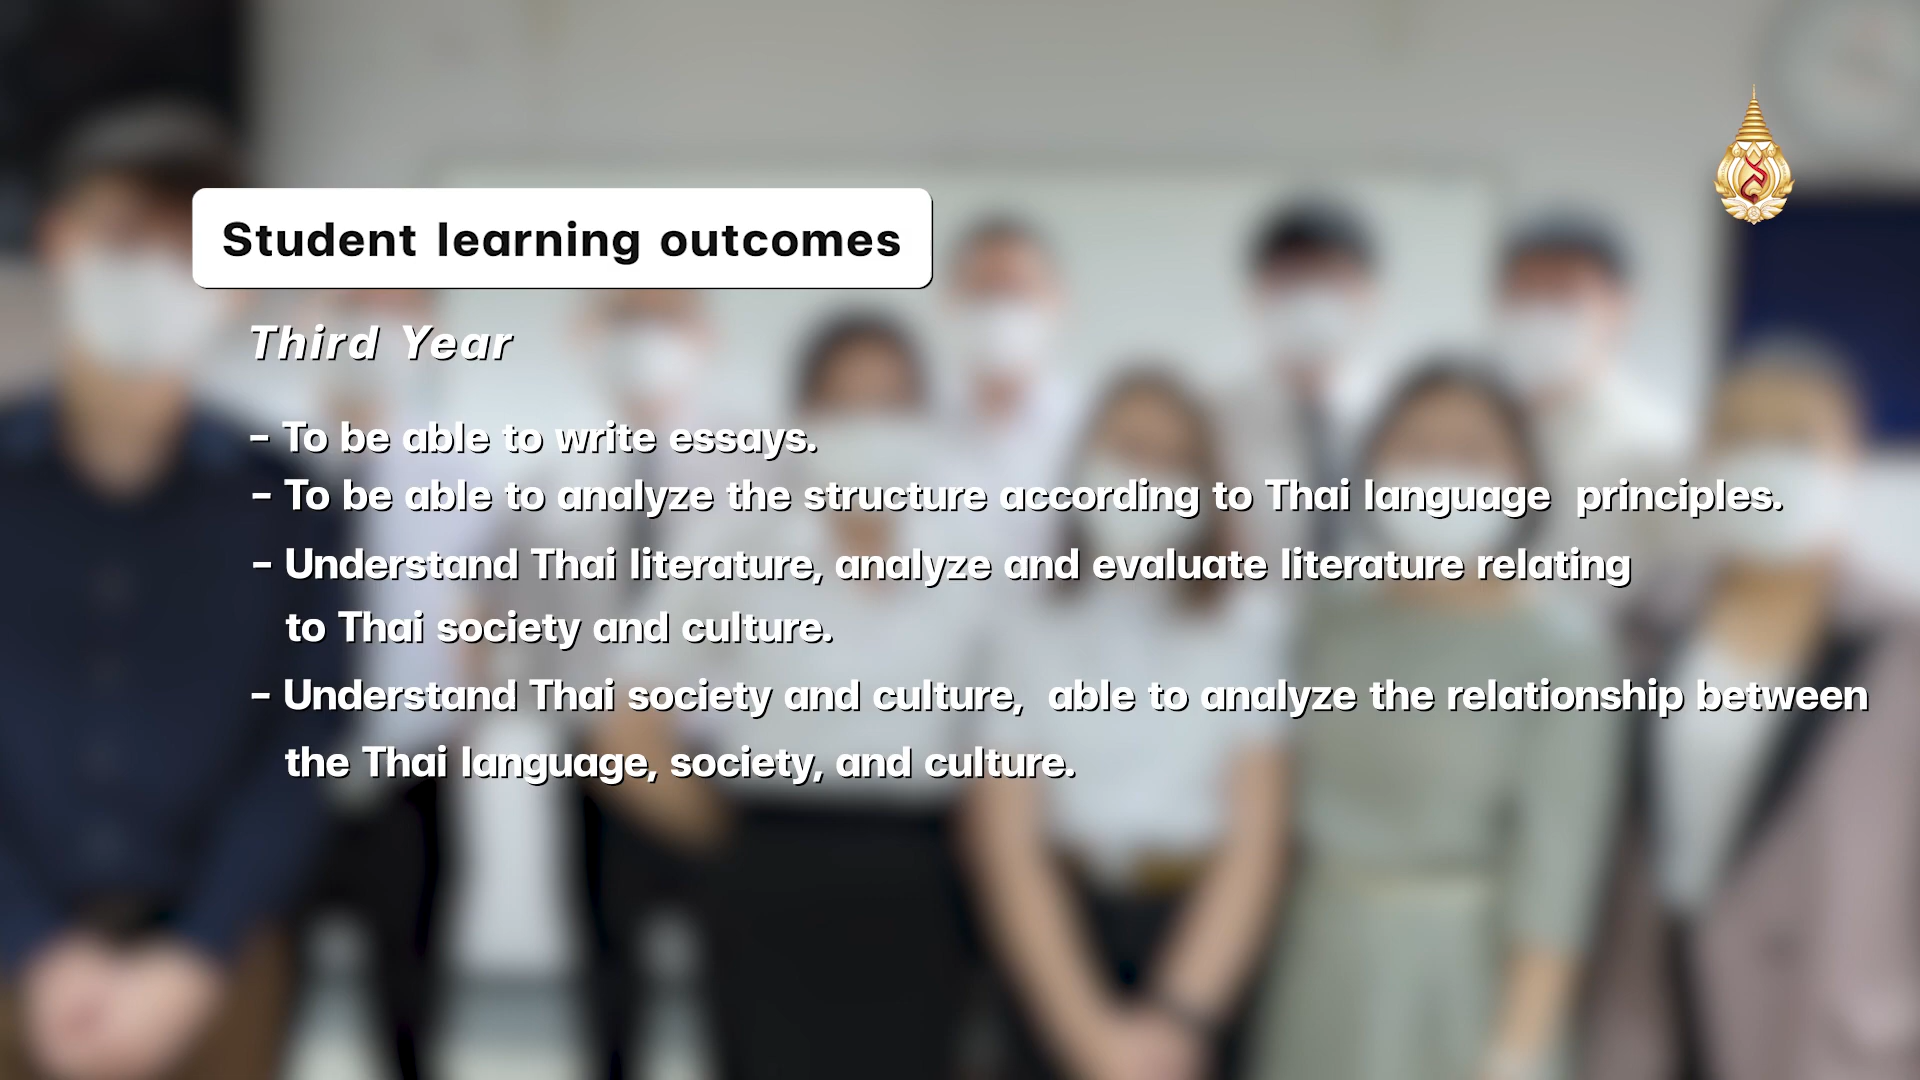 Student learning outcomes
Third Year
- To be able to write essays.
- To be able to analyze the structure according to Thai language principles.
- Understand Thai literature, analyze and evaluate literature relating
to Thai society and culture.
- Understand Thai society and culture, able to analyze the relationship between
the Thai language, society, and culture.